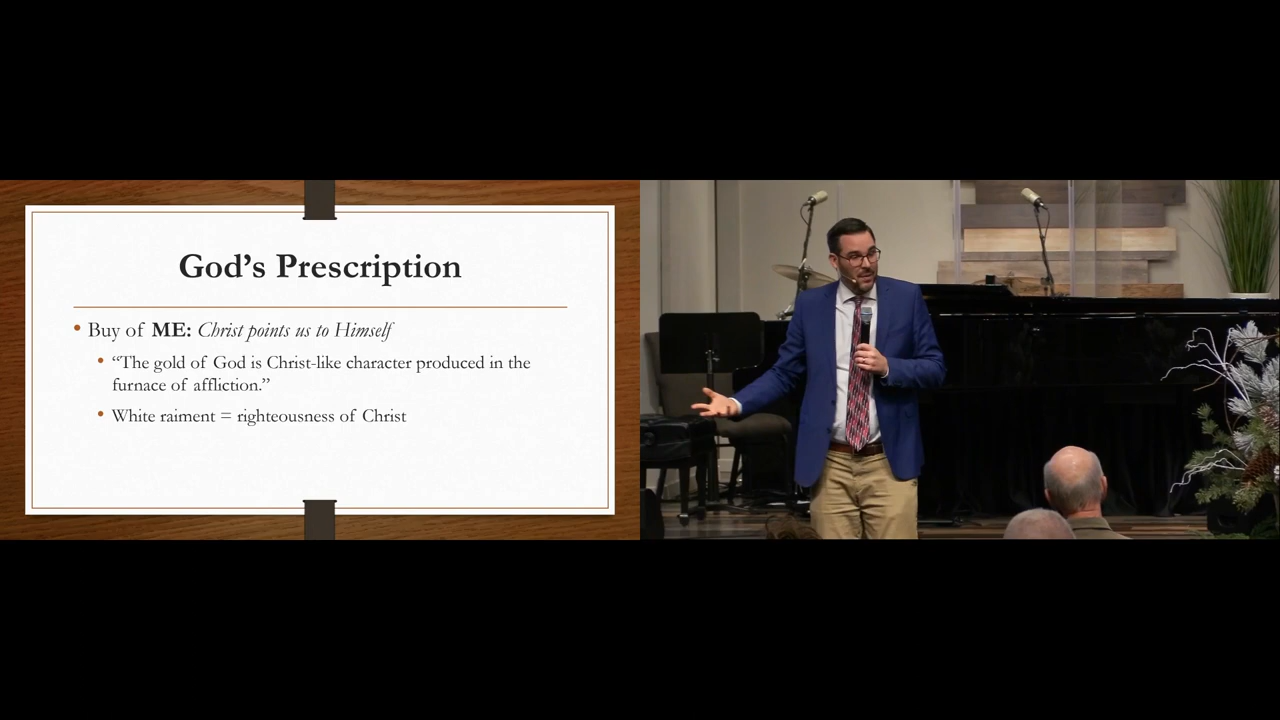 God’s Prescription
• Buy of ME: Christ points us to Himself
• “The gold of God is Christ-like character produced in the
furnace of affliction.”
• White raiment = righteousness of Christ